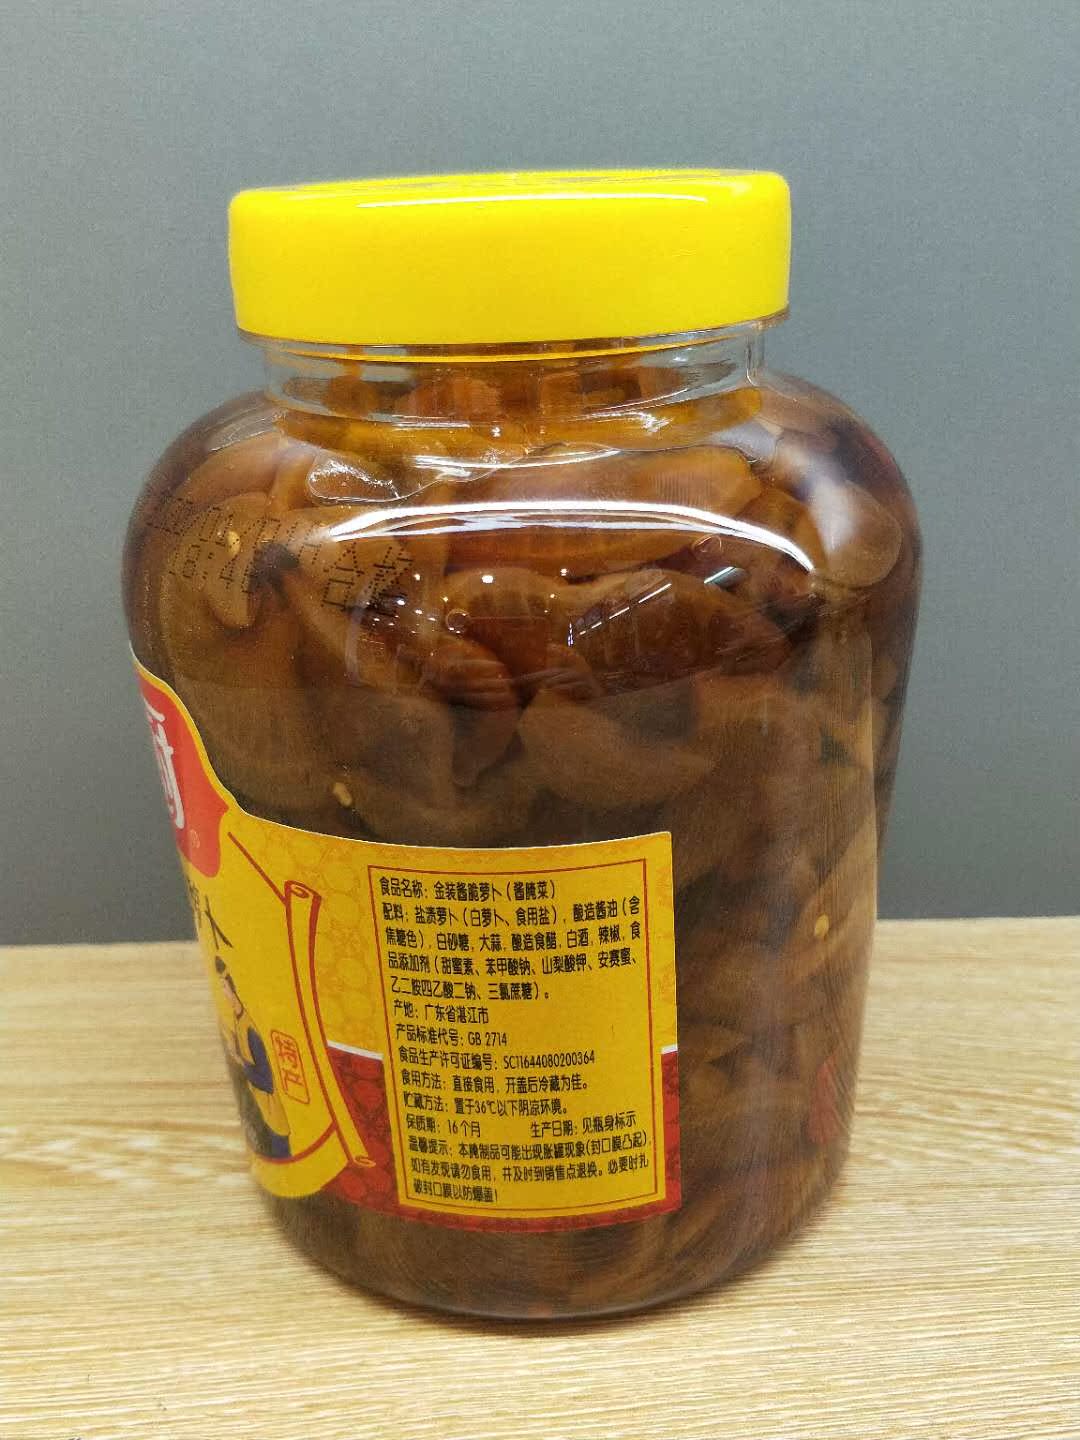 厨
®
卜
食品名称：金装酱脆萝卜（酱腌菜）
配料：盐渍萝卜（白萝卜、食用盐），酿造酱油（含
焦糖色），白砂糖，大蒜，酿造食醋，白酒，辣椒，食
品添加剂（甜蜜素、苯甲酸钠、山梨酸钾、安赛蜜、
乙二胺四乙酸二钠、三氯蔗糖）。
产地：广东省湛江市
产品标准代号：GB 2714
食品生产许可证编号：SC11644080200364
食用方法：直接食用，开盖后冷藏为佳。
贮藏方法：置于36℃以下阴凉环境。
保质期：16个月 生产日期：见瓶身标示
温馨提示：本腌制品可能出现胀罐现象(封口膜凸起)，
如有发现请勿食用，并及时到销售点退换。必要时扎
破封口膜以防爆盖！